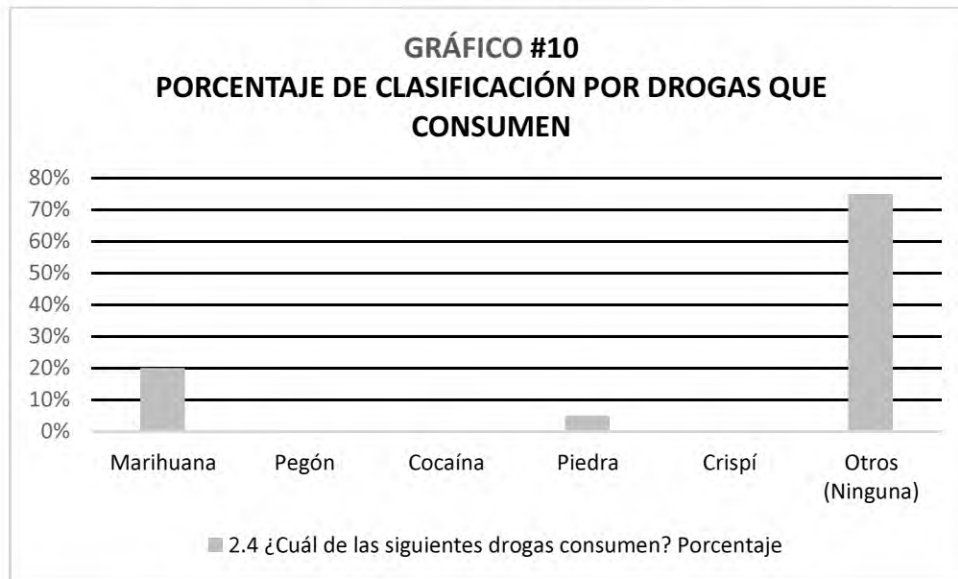 GRÁFICO #10
PORCENTAJE DE CLASIFICACIÓN POR DROGAS QUE
CONSUMEN
80%
70%
60%
50%
40%
30%
20%
10%
0%
Marihuana Pegón Cocaína Piedra Crispí Otros
(Ninguna)
2.4 ¿Cuál de las siguientes drogas consumen? Porcentaje